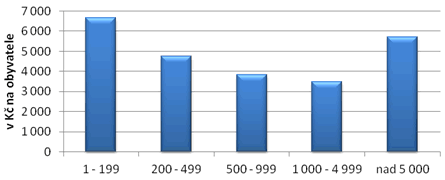 v Kč na obyvatele
7 000
6 000
5 000
4 000
3 000
2 000
1 000
0
1 - 199
200 - 499
500 - 999
1 000 - 4 999
nad 5 000